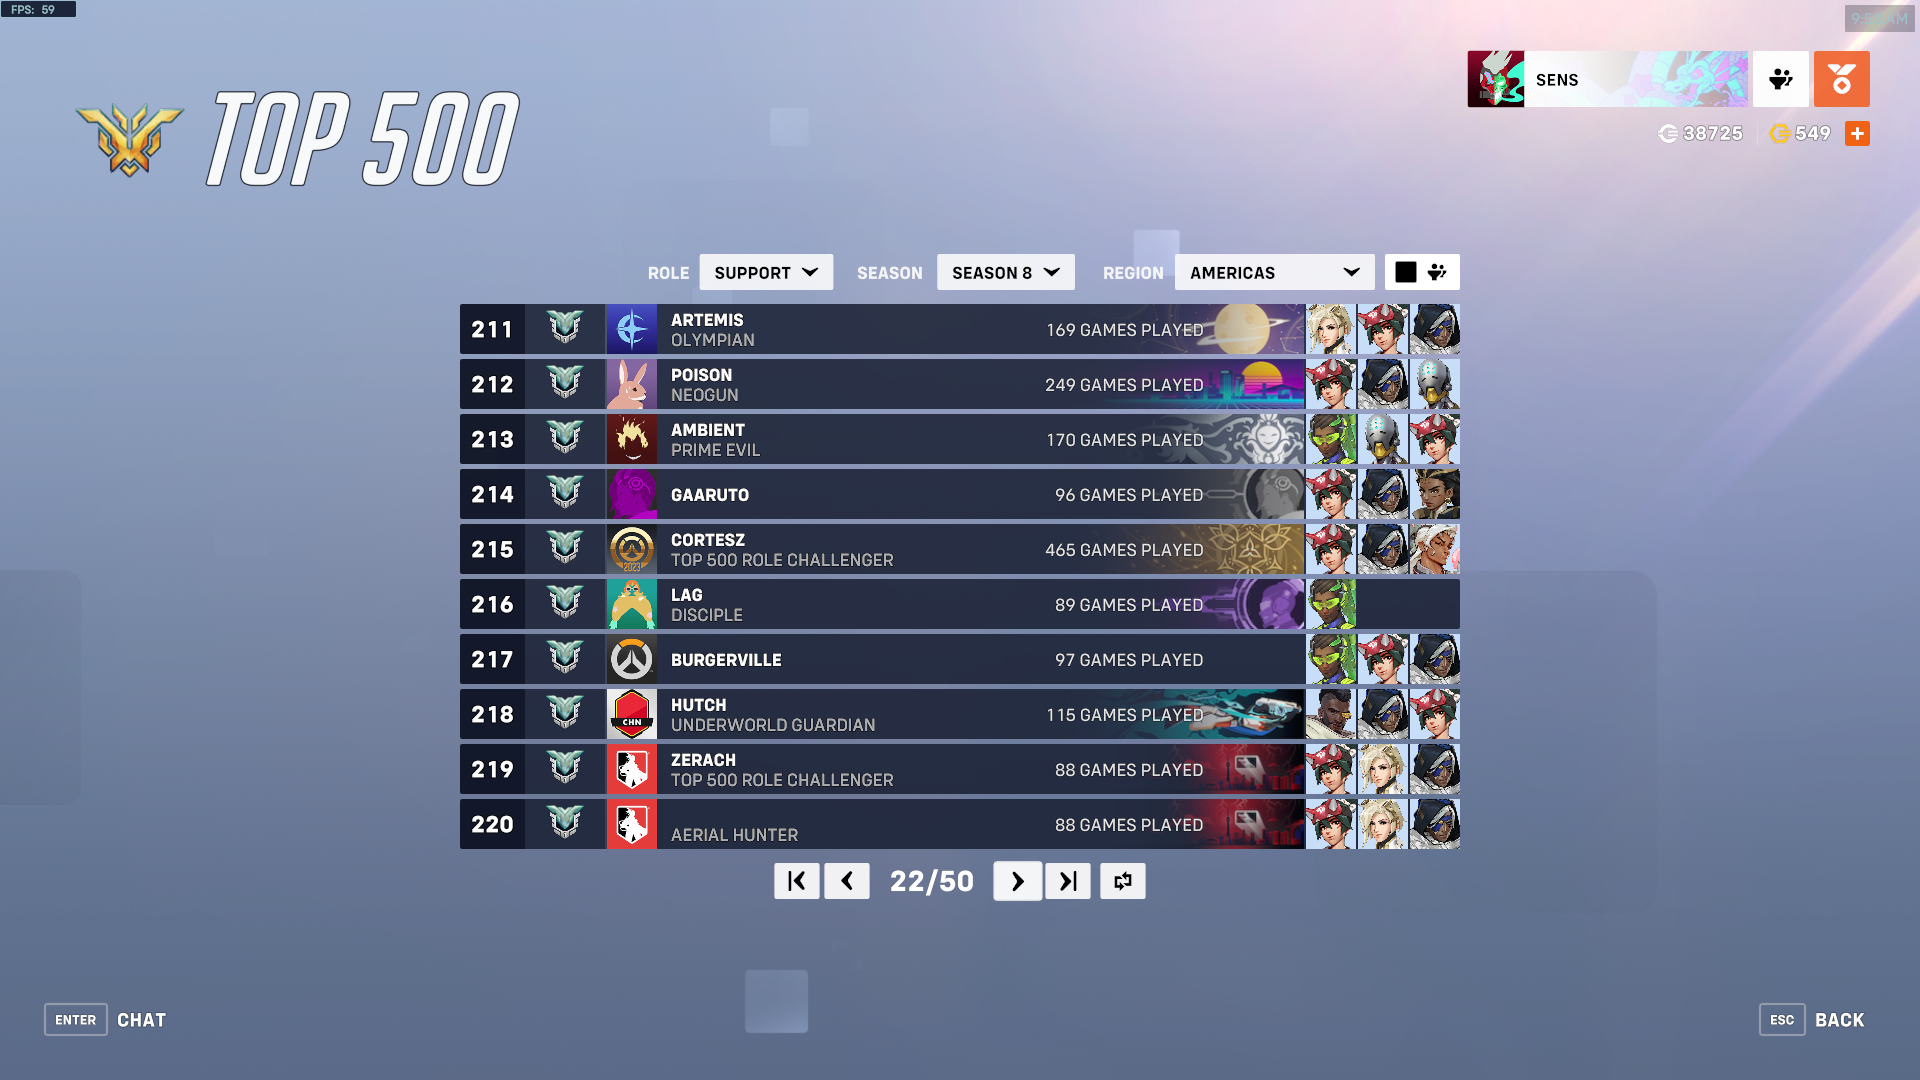 FPS: 59
TOP 500
SENS
38725
549
ROLE SUPPORT SEASON SEASON 8 REGION AMERICAS
211 ARTEMIS
OLYMPIAN
169 GAMES PLAYED
212 POISON
NEOGUN
249 GAMES PLAYED
213 AMBIENT
PRIME EVIL
170 GAMES PLAYED
214 GAARUTO
96 GAMES PLAYED
215 CORTESZ
TOP 500 ROLE CHALLENGER
2023
465 GAMES PLAYED
216 LAG
DISCIPLE
89 GAMES PLAYED
217 BURGERVILLE
97 GAMES PLAYED
218 HUTCH
UNDERWORLD GUARDIAN
CHN
115 GAMES PLAYED
219 ZERACH
TOP 500 ROLE CHALLENGER
88 GAMES PLAYED
220
AERIAL HUNTER
88 GAMES PLAYED
22/50
ENTER CHAT
ESC BACK